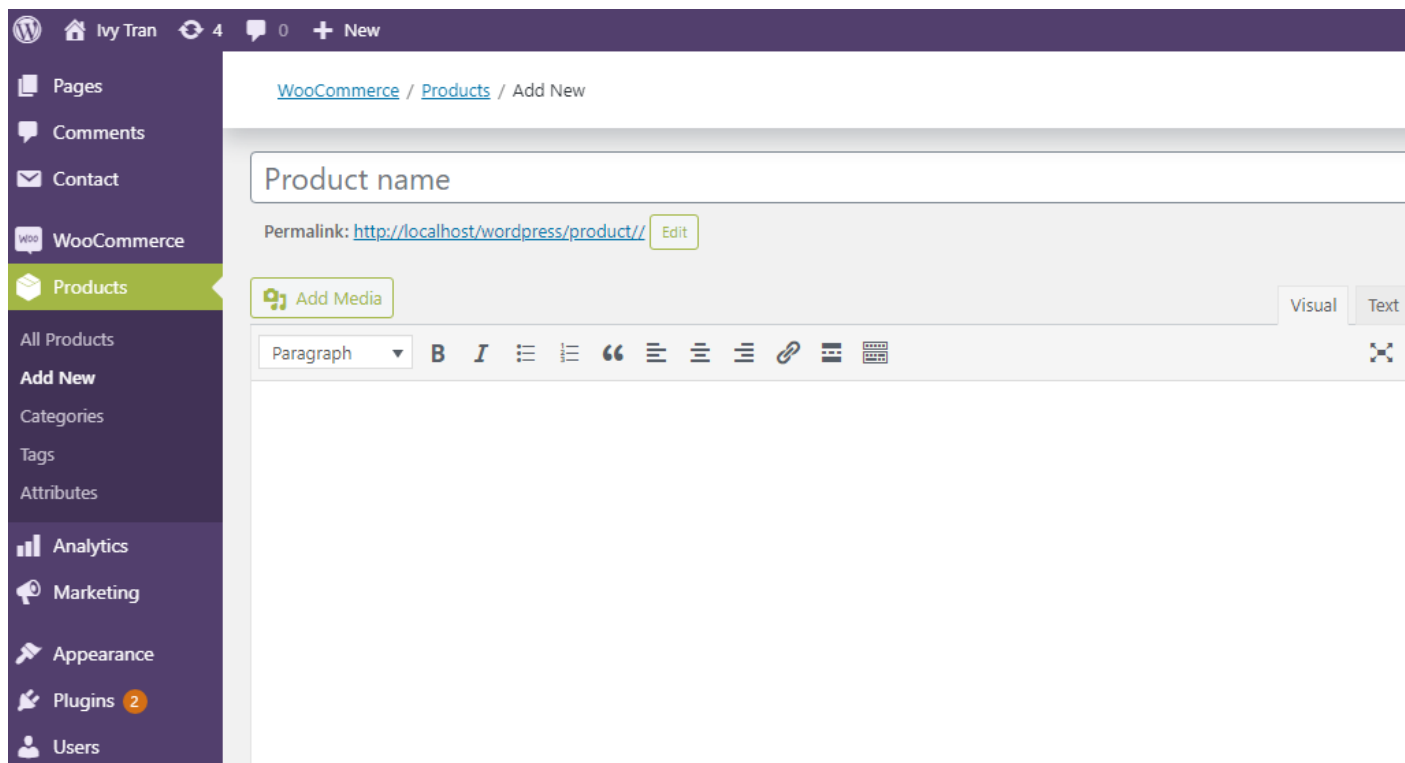 Ivy Tran 4 0 + New
Pages
Comments
Contact
WOO WooCommerce
Products
All Products
Add New
Categories
Tags
Attributes
Analytics
Marketing
Appearance
Plugins 2
Users
WooCommerce / Products / Add New
Product name
Permalink: http://localhost/wordpress/product// Edit
Add Media
Visual Text
Paragraph B I